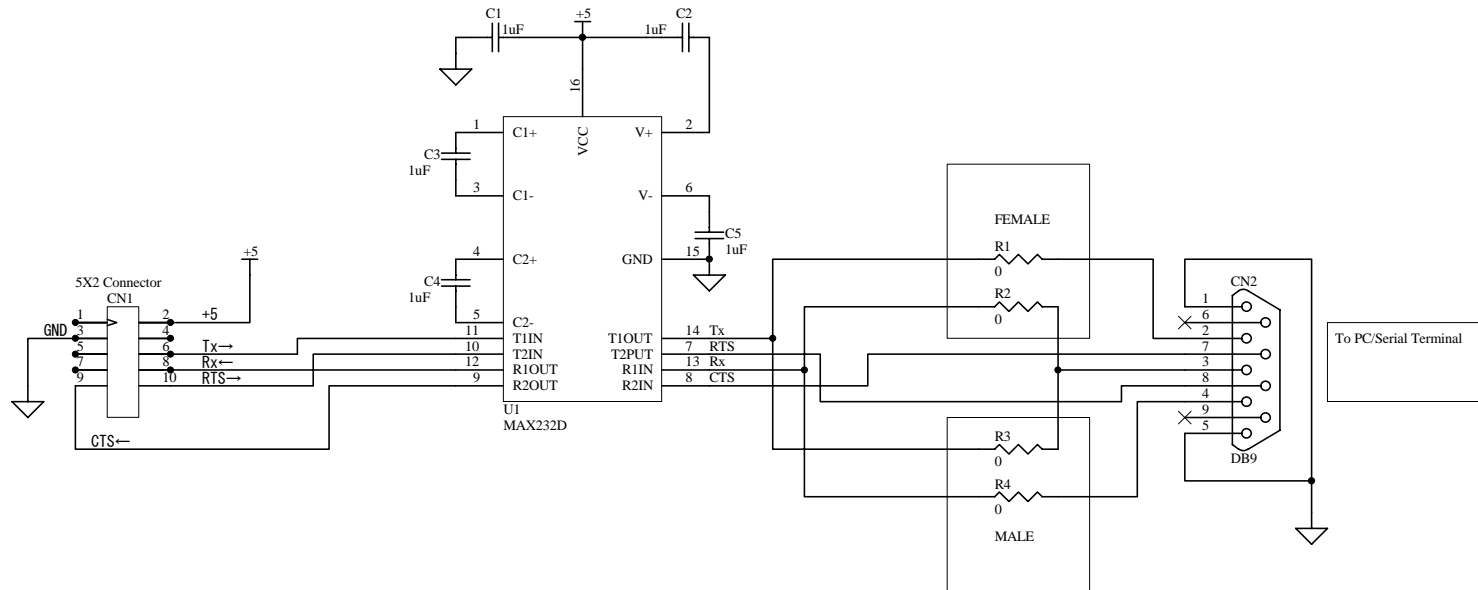 C1
1uF
+5
C2
1uF
16
VCC
1
C1+
C3
1uF
3
C1-
V+
2
V-
6
C5
1uF
4
C2+
C4
1uF
5
C2-
GND
15
11
T1IN
10
T2IN
12
R1OUT
9
R2OUT
T1OUT
14
Tx
T2PUT
7
RTS
R1IN
13
Rx
R2IN
8
CTS
U1
MAX232D
+5
5X2 Connector
CN1
1
2
+5
GND
3
4
5
6
Tx→
7
8
Rx←
9
10
RTS→
CTS←
FEMALE
R1
0
R2
0
R3
0
R4
0
MALE
CN2
1
6
2
7
3
8
4
9
5
DB9
To PC/Serial Terminal